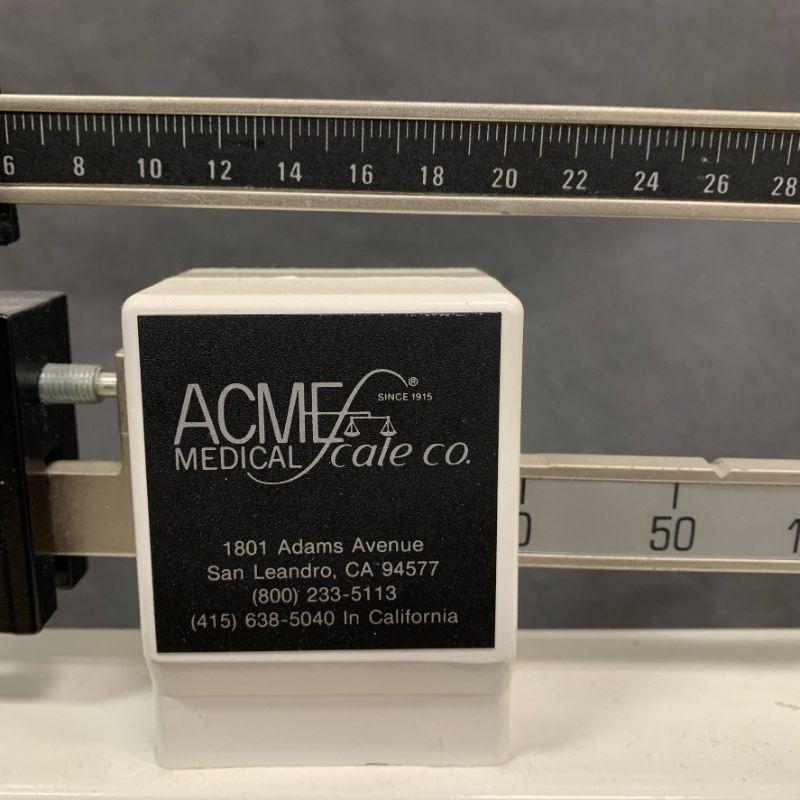 6 8 10 12 14 16 18 20 22 24 26 28
ACME
®
SINCE 1915
MEDICAL Scale co.
1801 Adams Avenue
San Leandro, CA 94577
(800) 233-5113
(415) 638-5040 In California
50